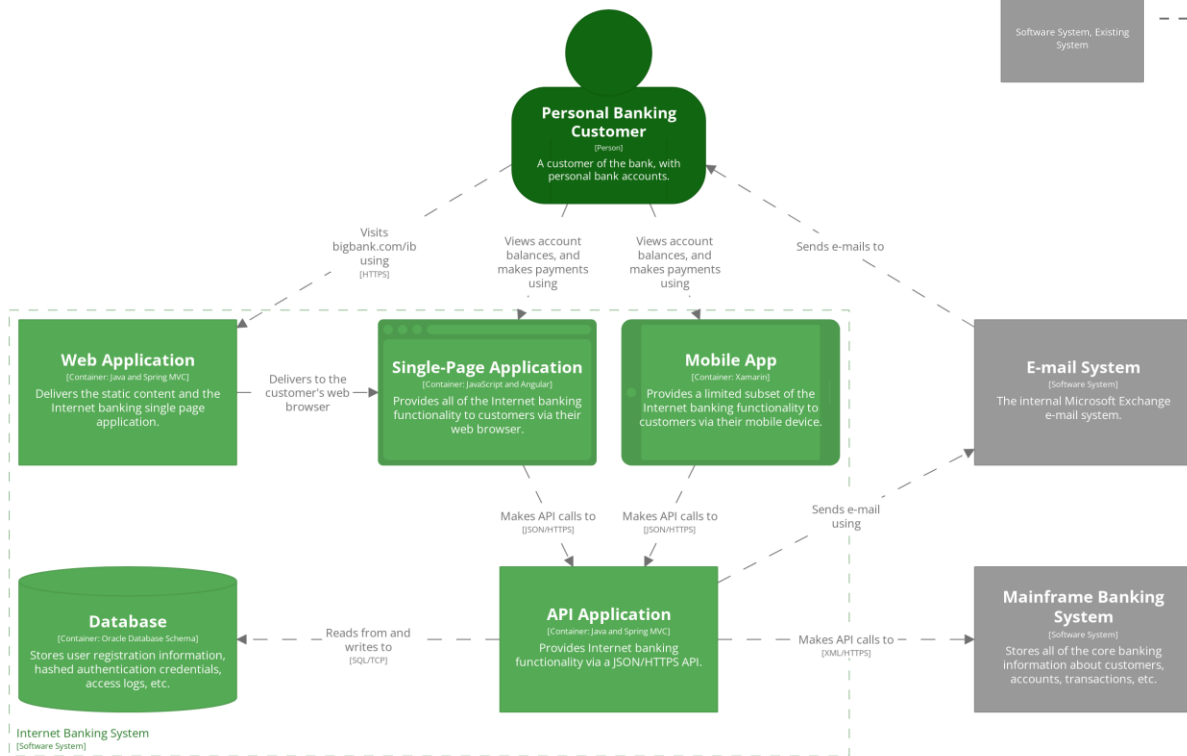 Software System, Existing
System
Personal Banking
Customer
[Person]
A customer of the bank, with
personal bank accounts.
Visits
bigbank.com/ib
using
[HTTPS]
Views account
balances, and
makes payments
using
Views account
balances, and
makes payments
using
Sends e-mails to
Web Application
[Container: Java and Spring MVC]
Delivers the static content and the
Internet banking single page
application.
Delivers to the
customer's web
browser
Single-Page Application
[Container: JavaScript and Angular]
Provides all of the Internet banking
functionality to customers via their
web browser.
Mobile App
[Container: Xamarin]
Provides a limited subset of the
Internet banking functionality to
customers via their mobile device.
E-mail System
[Software System]
The internal Microsoft Exchange
e-mail system.
Makes API calls to
[JSON/HTTPS]
Makes API calls to
[JSON/HTTPS]
Sends e-mail
using
Database
[Container: Oracle Database Schema]
Stores user registration information,
hashed authentication credentials,
access logs, etc.
Reads from and
writes to
[SQL/TCP]
API Application
[Container: Java and Spring MVC]
Provides Internet banking
functionality via a JSON/HTTPS API.
Makes API calls to
[XML/HTTPS]
Mainframe Banking
System
[Software System]
Stores all of the core banking
information about customers,
accounts, transactions, etc.
Internet Banking System
[Software System]